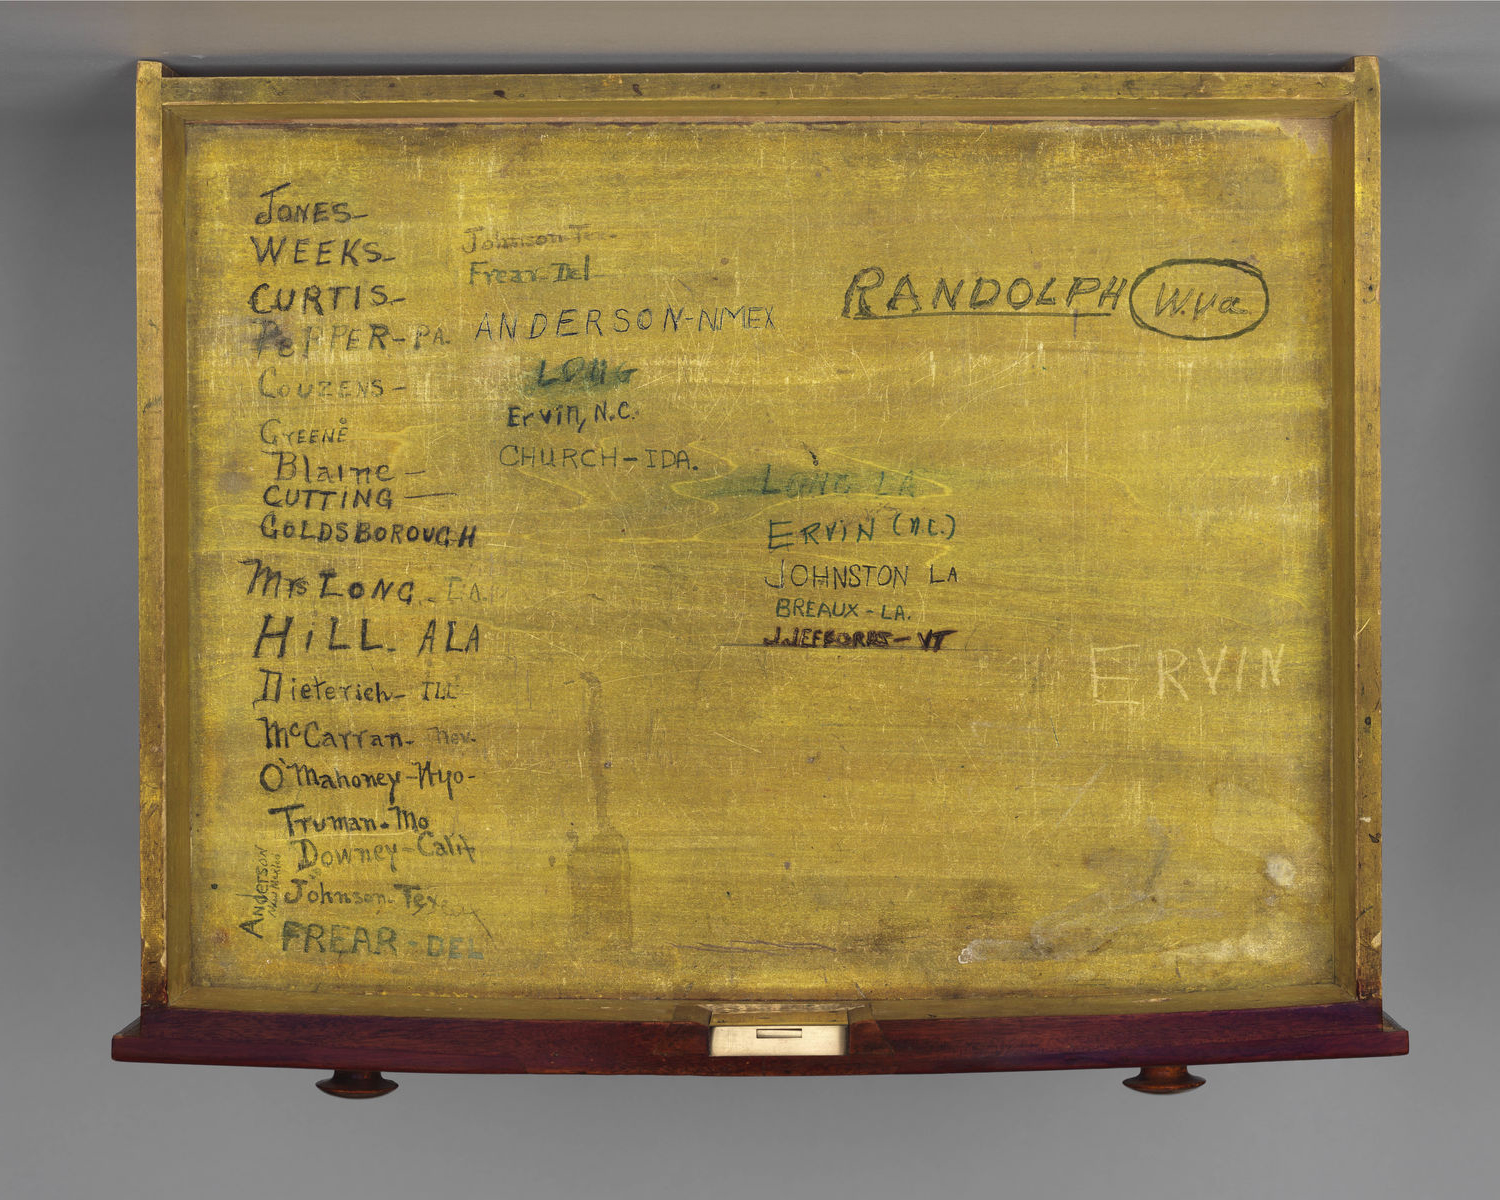 JONES-
WEEKS-
CURTIS-
PEPPER-PA.
COUZENS-
GREENE
Blaine-
CUTTING-
GOLDSBOROUGH
Mrs LONG-
HiLL. ALA
Dieterich-ILL
McCarran-Nev.
O'Mahoney-Wyo-
Truman-Mo
Downey-Calif
Johnson-Tex
FREAR-DEL
Anderson
New Mexico
Johnson-Tex-
Frear-Del
ANDERSON-N.MEX
LONG
Ervin, N.C.
CHURCH-IDA.
LONG LA
ERViN (n.C.)
JOHNSTON LA
BREAUX-LA.
J.JEFFORDS-VT
RANDOLPH W.Va.
ERVIN